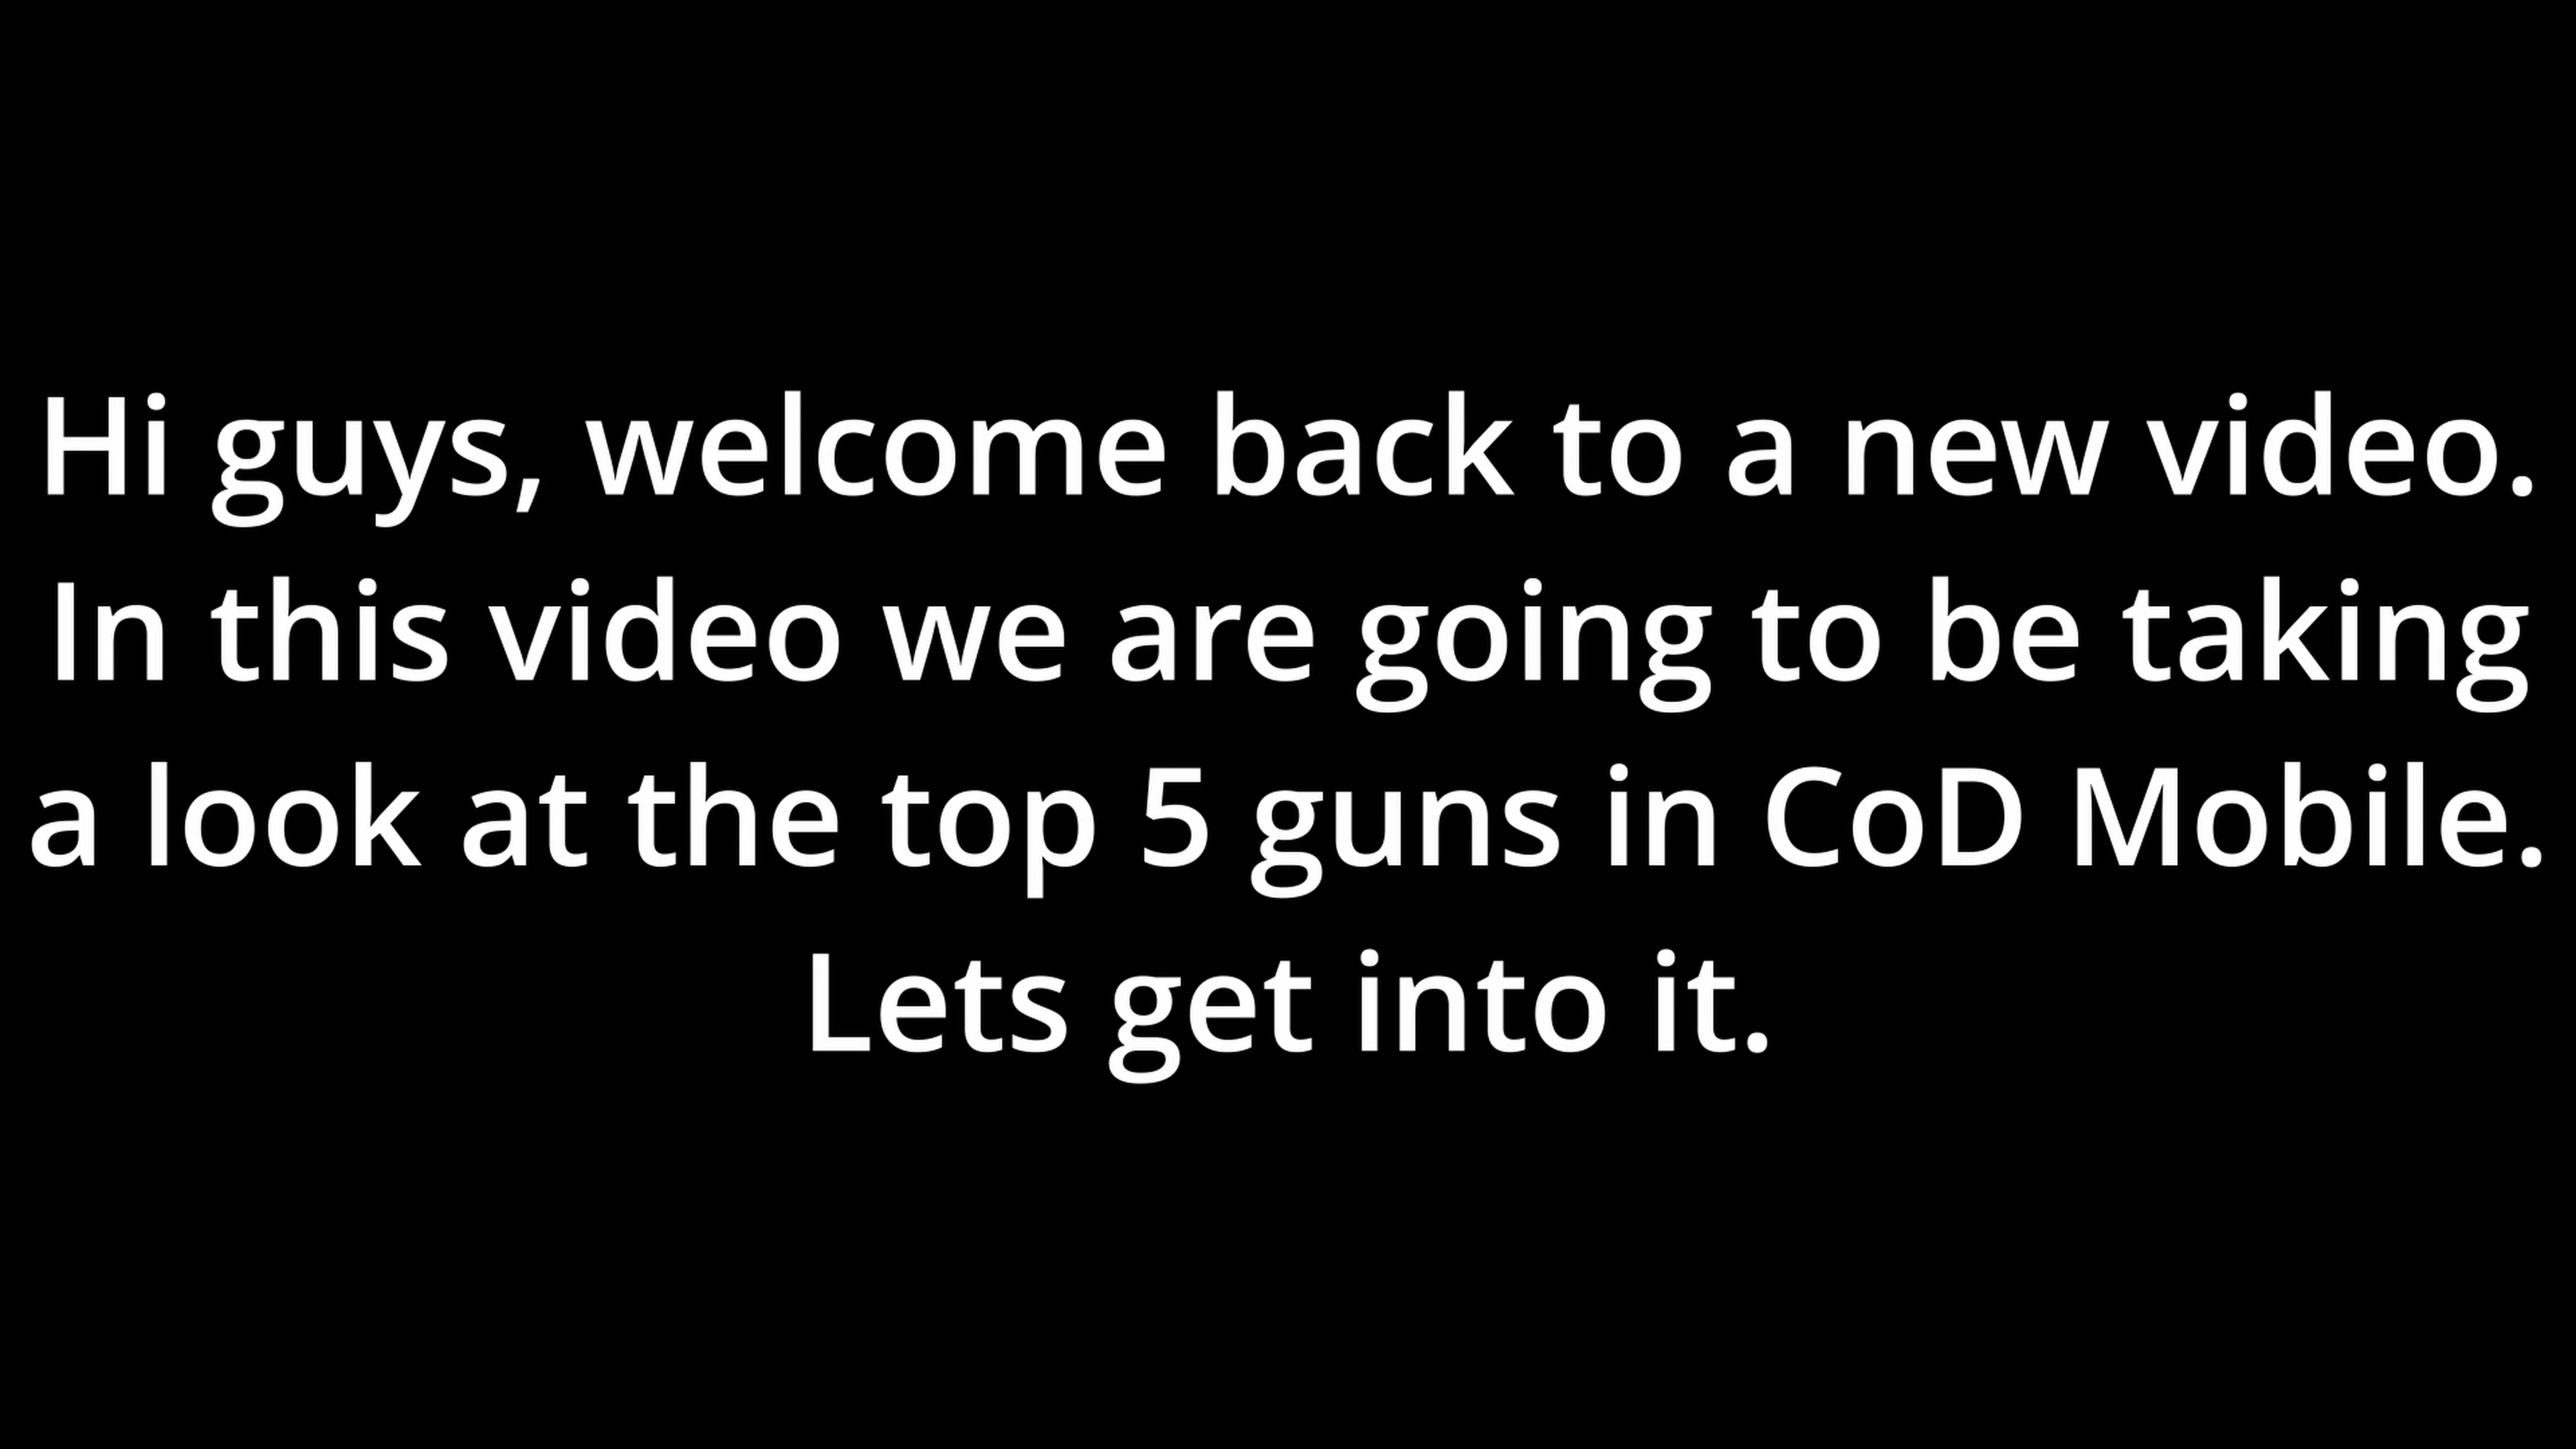 Hi guys, welcome back to a new video.
In this video we are going to be taking
a look at the top 5 guns in CoD Mobile.
Lets get into it.